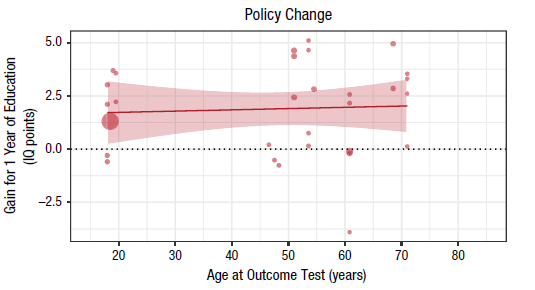 Policy Change
Gain for 1 Year of Education
(IQ points)
5.0
2.5
0.0
−2.5
20 30 40 50 60 70 80
Age at Outcome Test (years)